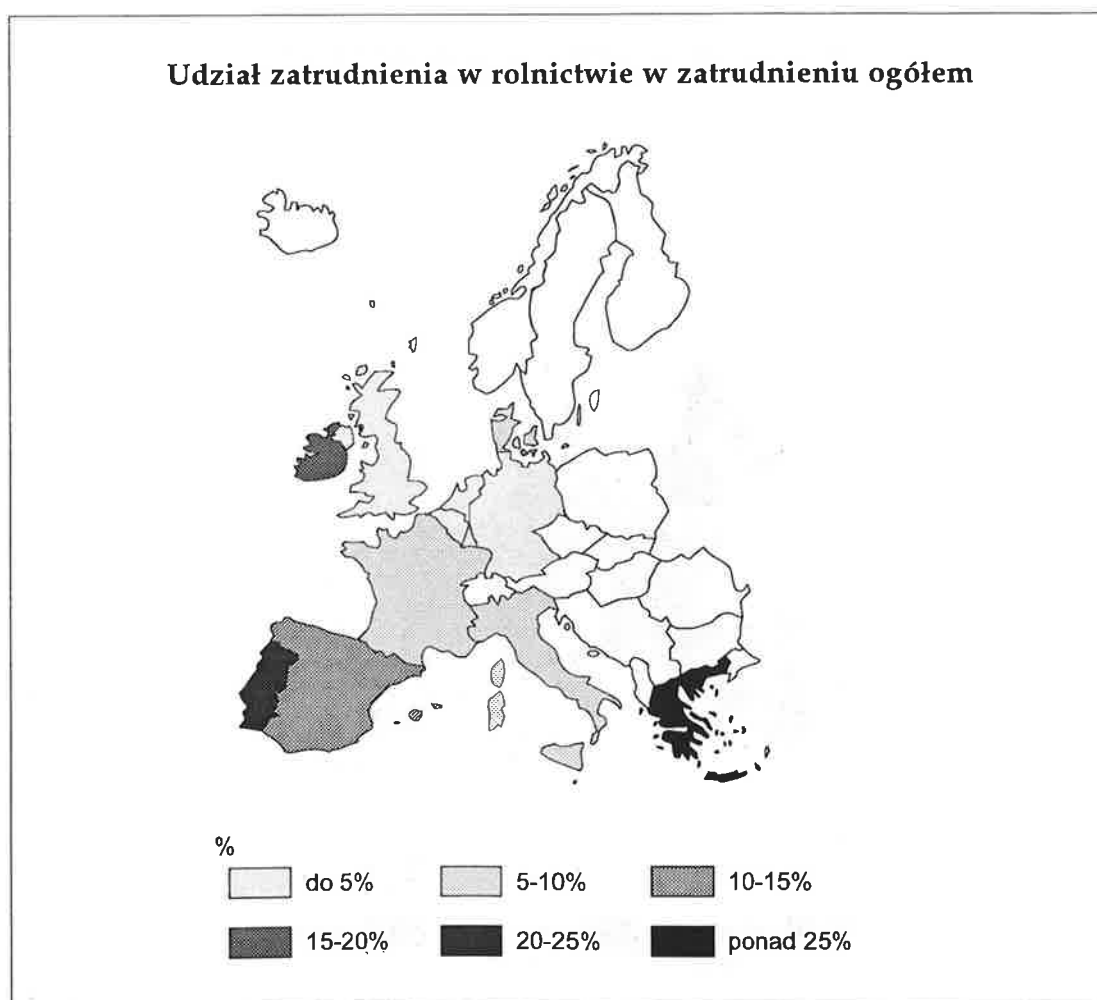 Udział zatrudnienia w rolnictwie w zatrudnieniu ogółem
%
do 5% 5-10% 10-15%
15-20% 20-25% ponad 25%